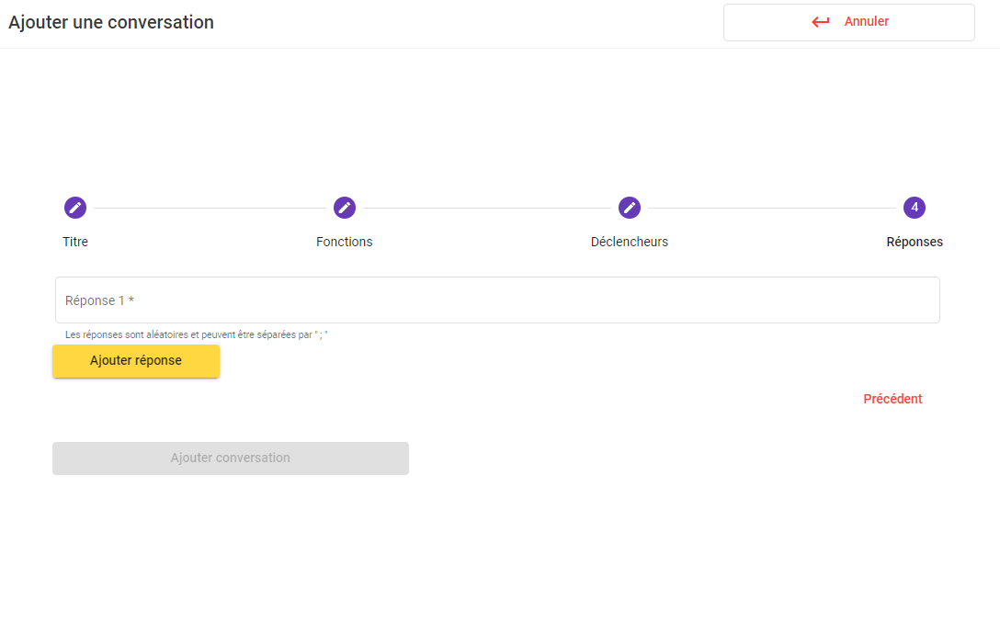 Ajouter une conversation
Annuler
4
Titre
Fonctions
Déclencheurs
Réponses
Réponse 1 *
Les réponses sont aléatoires et peuvent être séparées par " ; "
Ajouter réponse
Précédent
Ajouter conversation